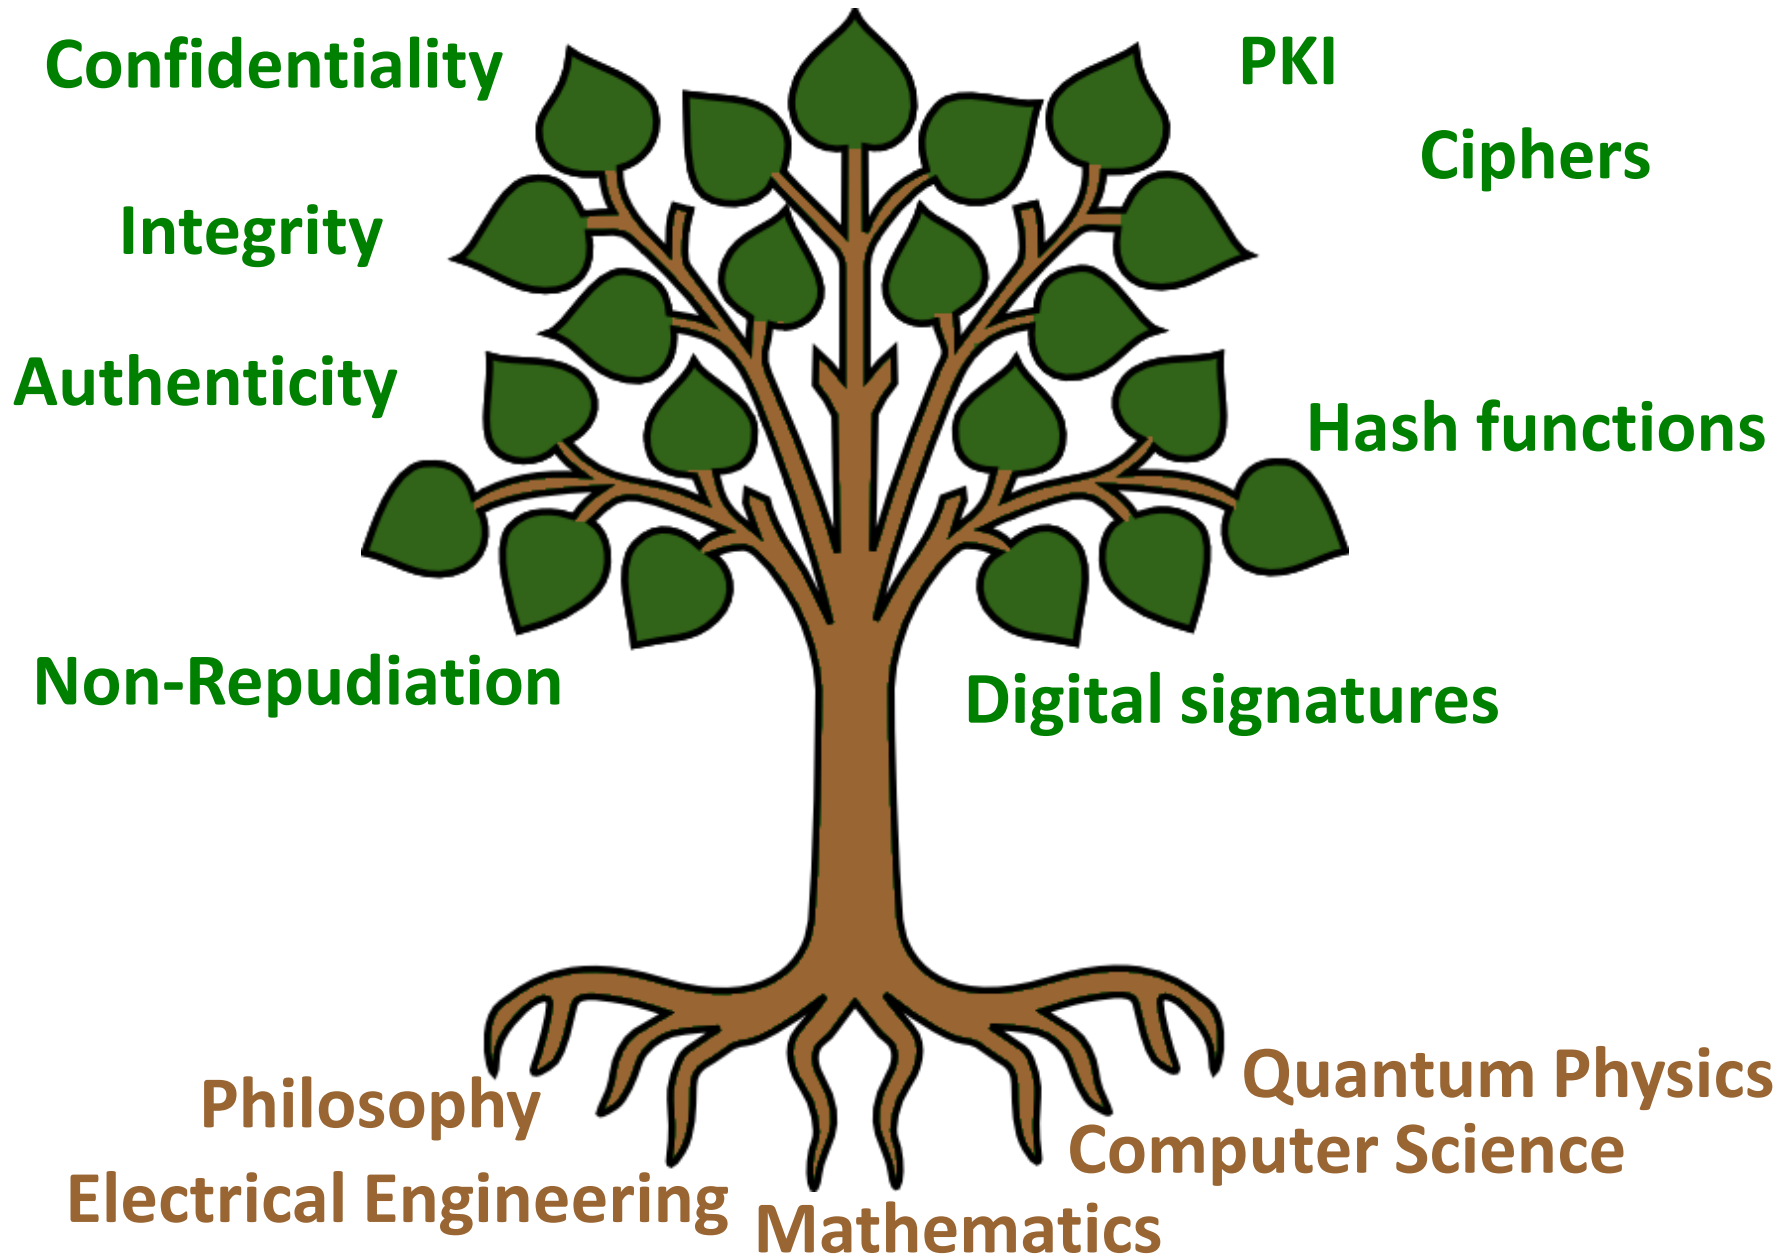 Confidentiality
PKI
Ciphers
Integrity
Authenticity
Hash functions
Non-Repudiation
Digital signatures
Quantum Physics
Philosophy
Computer Science
Electrical Engineering
Mathematics